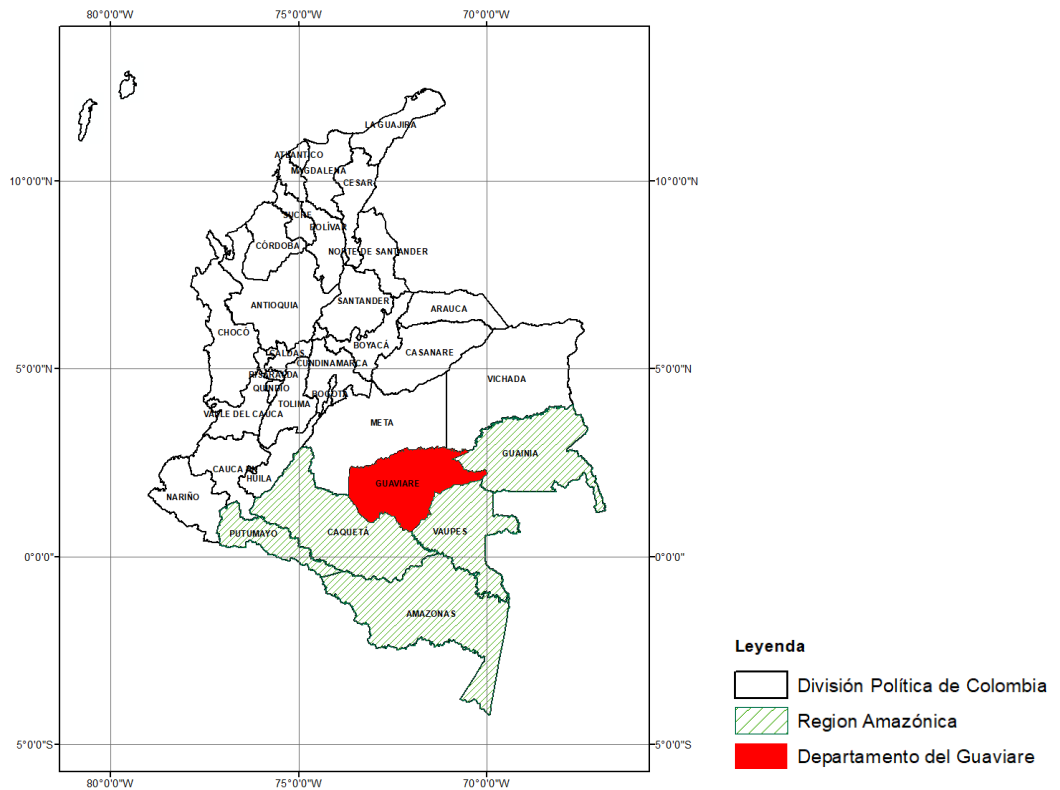 80°0'0"W 75°0'0"W 70°0'0"W
LA GUAJIRA
ATLANTICO
MAGDALENA
CESAR
10°0'0"N 10°0'0"N
SUCRE
BOLÍVAR
CÓRDOBA
NORTE DE SANTANDER
SANTANDER
ANTIOQUIA
ARAUCA
CHOCÓ
BOYACÁ
CALDAS
CASANARE
CUNDINAMARCA
5°0'0"N 5°0'0"N
RISARALDA
VICHADA
QUINDIO
BOGOTÁ
TOLIMA
VALLE DEL CAUCA
META
GUAINIA
CAUCA
HUILA
GUAVIARE
NARIÑO
PUTUMAYO
CAQUETÁ
VAUPES
0°0'0" 0°0'0"
AMAZONAS
5°0'0"S 5°0'0"S
80°0'0"W 75°0'0"W 70°0'0"W
Leyenda
División Política de Colombia
Region Amazónica
Departamento del Guaviare